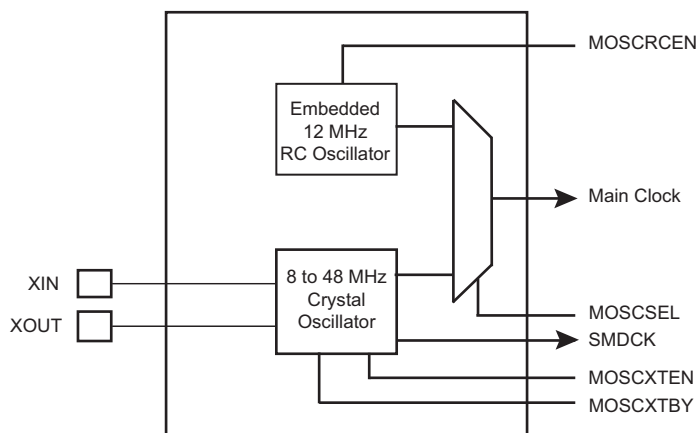 MOSCRCEN
Embedded
12 MHz
RC Oscillator
Main Clock
XIN
8 to 48 MHz
Crystal
Oscillator
XOUT
MOSCSEL
SMDCK
MOSCXTEN
MOSCXTBY